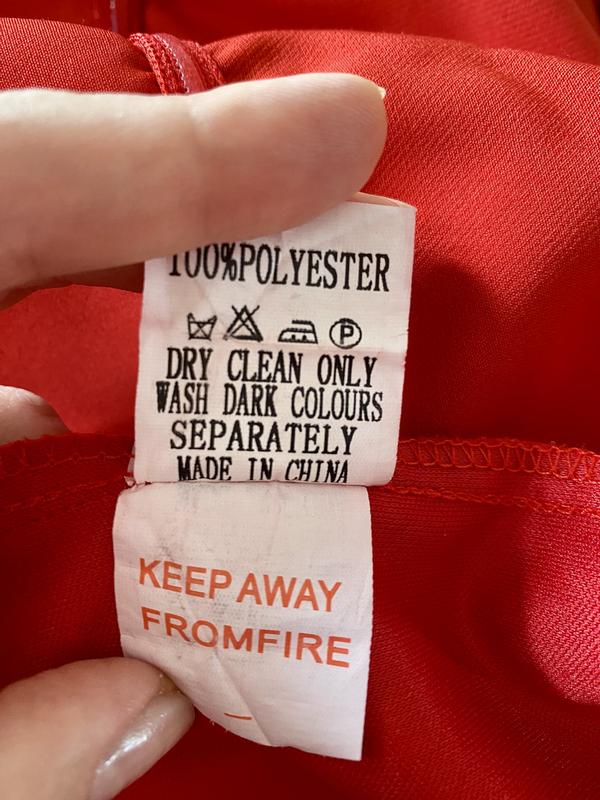 100%POLYESTER
P
DRY CLEAN ONLY
WASH DARK COLOURS
SEPARATELY
MADE IN CHINA
KEEP AWAY
FROMFIRE